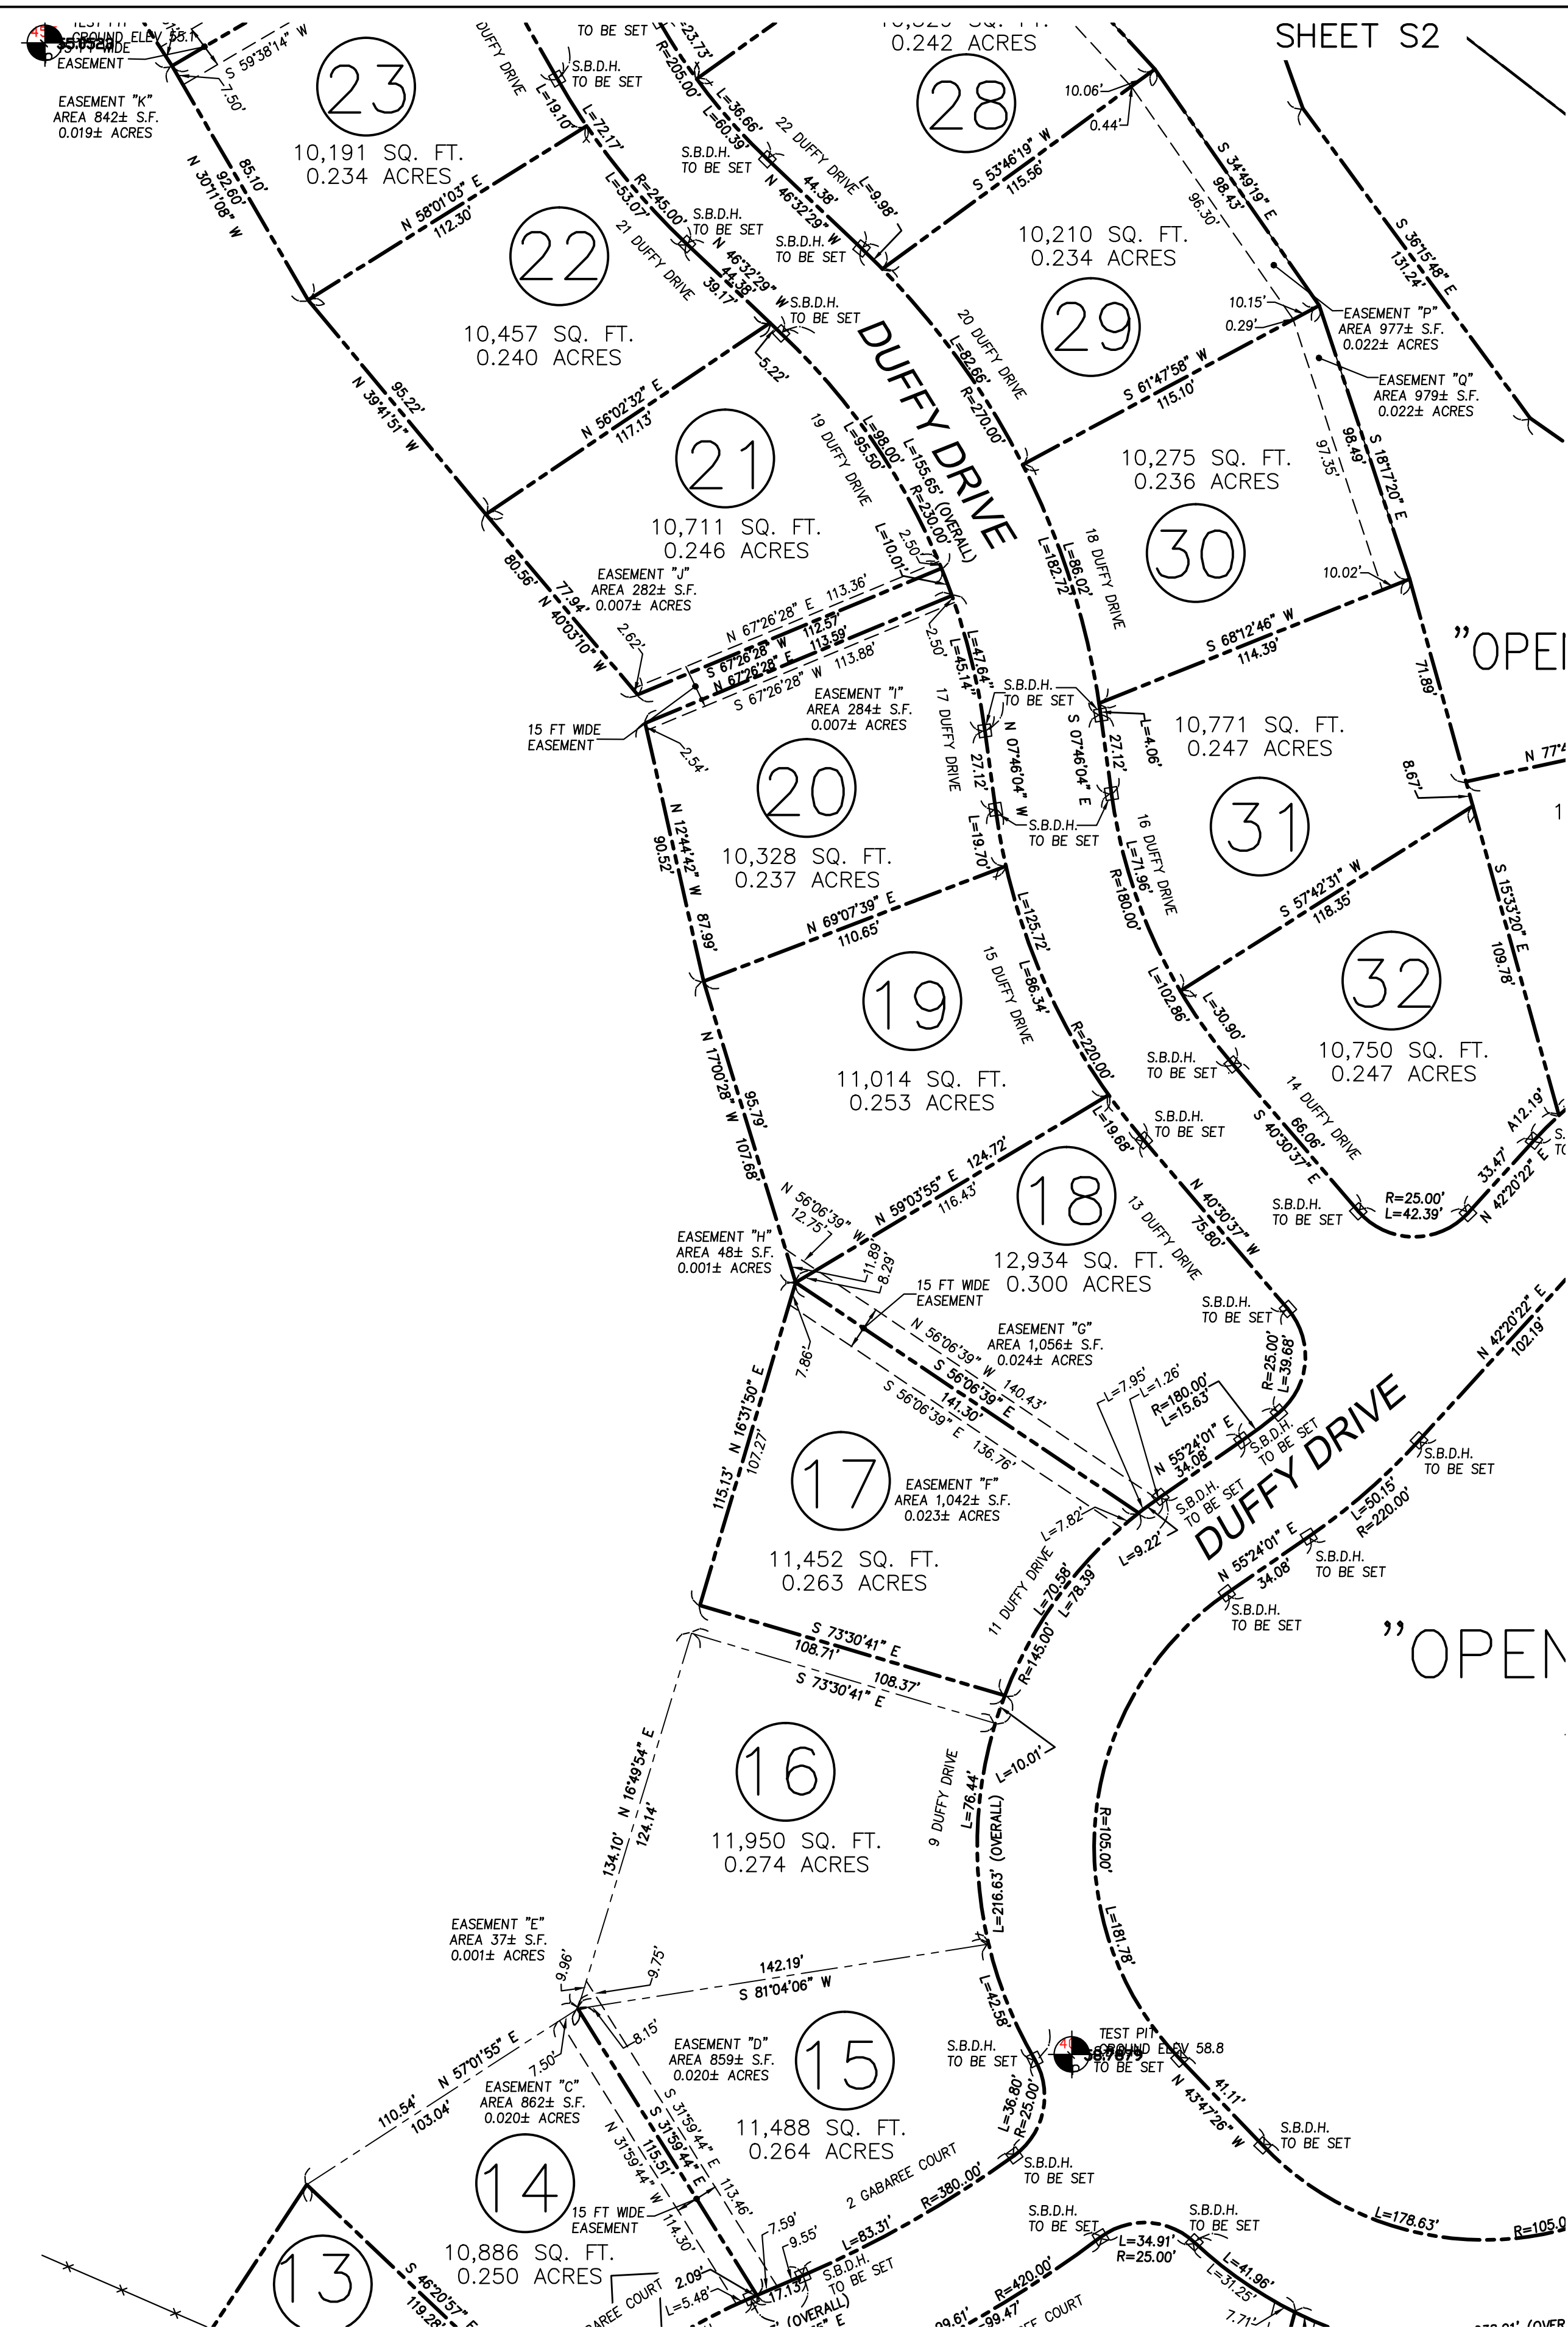 SHEET S2
TEST PIT
GROUND ELEV 55.1
EASEMENT
S 59°38'14" W
7.50'
EASEMENT "K"
AREA 842± S.F.
0.019± ACRES
23
10,191 SQ. FT.
0.234 ACRES
85.10'
92.60'
N 30°11'08" W
DUFFY DRIVE
L=19.10'
L=72.17'
S.B.D.H.
TO BE SET
TO BE SET
R=205.00'
23.73'
L=36.66'
L=60.39'
S.B.D.H.
TO BE SET
22 DUFFY DRIVE
44.38'
N 46°32'29" W
L=9.98'
0.242 ACRES
28
10.06'
0.44'
S 53°46'19" W
115.56'
S 34°49'19" E
98.43'
96.30'
S 36°15'48" E
131.24'
N 58°01'03" E
112.30'
22
10,457 SQ. FT.
0.240 ACRES
R=245.00'
L=53.07'
21 DUFFY DRIVE
S.B.D.H.
TO BE SET
N 46°32'29" W
44.38'
39.17'
S.B.D.H.
TO BE SET
S.B.D.H.
TO BE SET
5.22'
10,210 SQ. FT.
0.234 ACRES
29
20 DUFFY DRIVE
L=82.66'
R=270.00'
10.15'
0.29'
S 61°47'58" W
115.10'
EASEMENT "P"
AREA 977± S.F.
0.022± ACRES
EASEMENT "Q"
AREA 979± S.F.
0.022± ACRES
DUFFY DRIVE
N 39°41'51" W
95.22'
N 56°02'32" E
117.13'
21
10,711 SQ. FT.
0.246 ACRES
19 DUFFY DRIVE
L=98.00'
L=95.50'
L=155.65' (OVERALL)
R=230.00'
2.50'
L=10.01'
10,275 SQ. FT.
0.236 ACRES
30
18 DUFFY DRIVE
L=86.02'
L=182.72'
S 18°17'20" E
98.49'
97.35'
10.02'
S 68°12'46" W
114.39'
80.56'
77.94'
N 40°03'10" W
2.62'
EASEMENT "J"
AREA 282± S.F.
0.007± ACRES
N 67°26'28" E 113.36'
S 67°26'28" W 112.57'
N 67°26'28" E 113.59'
S 67°26'28" W 113.88'
2.50'
15 FT WIDE
EASEMENT
2.54'
EASEMENT "I"
AREA 284± S.F.
0.007± ACRES
L=47.64'
L=45.14'
17 DUFFY DRIVE
S.B.D.H.
TO BE SET
27.12'
N 07°46'04" W
S 07°46'04" E
27.12'
L=4.06'
S.B.D.H.
TO BE SET
"OPEN
71.89'
N 77°4
8.67'
20
10,328 SQ. FT.
0.237 ACRES
N 12°44'42" W
90.52'
87.99'
L=19.70'
N 69°07'39" E
110.65'
10,771 SQ. FT.
0.247 ACRES
31
16 DUFFY DRIVE
L=71.96'
R=180.00'
L=102.86'
S 57°42'31" W
118.35'
S 15°33'20" E
109.78'
19
11,014 SQ. FT.
0.253 ACRES
L=125.72'
L=86.34'
15 DUFFY DRIVE
R=220.00'
N 17°00'28" W
95.79'
107.68'
L=30.90'
S.B.D.H.
TO BE SET
32
10,750 SQ. FT.
0.247 ACRES
14 DUFFY DRIVE
66.06'
S 40°30'37" E
A12.19'
33.47'
N 42°20'22" E
R=25.00'
L=42.39'
S.B.D.H.
TO BE SET
L=19.68'
S.B.D.H.
TO BE SET
N 59°03'55" E 124.72'
116.43'
18
12,934 SQ. FT.
0.300 ACRES
13 DUFFY DRIVE
N 40°30'37" W
75.80'
N 56°06'39" W
12.75'
11.89'
8.29'
EASEMENT "H"
AREA 48± S.F.
0.001± ACRES
15 FT WIDE
EASEMENT
EASEMENT "G"
AREA 1,056± S.F.
0.024± ACRES
S.B.D.H.
TO BE SET
R=25.00'
L=39.68'
7.86'
N 56°06'39" W 140.43'
S 56°06'39" E
141.30'
S 56°06'39" E 136.76'
L=7.95'
L=1.26'
R=180.00'
L=15.63'
N 55°24'01" E
34.08'
S.B.D.H.
TO BE SET
S.B.D.H.
TO BE SET
N 42°20'22" E
102.19'
DUFFY DRIVE
115.13'
N 16°31'50" E
107.27'
17
EASEMENT "F"
AREA 1,042± S.F.
0.023± ACRES
11,452 SQ. FT.
0.263 ACRES
L=7.82'
L=9.22'
11 DUFFY DRIVE
L=70.58'
L=78.39'
R=145.00'
S.B.D.H.
TO BE SET
L=50.15'
R=220.00'
N 55°24'01" E
34.08'
S.B.D.H.
TO BE SET
S.B.D.H.
TO BE SET
"OPEN
S 73°30'41" E
108.71'
108.37'
S 73°30'41" E
L=10.01'
16
11,950 SQ. FT.
0.274 ACRES
9 DUFFY DRIVE
L=76.44'
L=216.63' (OVERALL)
R=105.00'
L=181.78'
134.10'
N 16°49'54" E
124.14'
EASEMENT "E"
AREA 37± S.F.
0.001± ACRES
9.96'
9.75'
142.19'
S 81°04'06" W
L=42.58'
8.15'
7.50'
N 57°01'55" E
110.54'
103.04'
EASEMENT "D"
AREA 859± S.F.
0.020± ACRES
EASEMENT "C"
AREA 862± S.F.
0.020± ACRES
15
11,488 SQ. FT.
0.264 ACRES
S.B.D.H.
TO BE SET
TEST PIT
GROUND ELEV 58.8
TO BE SET
41.11'
N 43°47'26" W
S.B.D.H.
TO BE SET
L=36.80'
R=25.00'
S.B.D.H.
TO BE SET
S 31°59'44" E
113.46'
S 31°59'44" E
115.51'
N 31°59'44" W
114.30'
14
15 FT WIDE
EASEMENT
10,886 SQ. FT.
0.250 ACRES
2 GABAREE COURT
R=380.00'
L=83.31'
7.59'
9.55'
S.B.D.H.
TO BE SET
17.13'
(OVERALL)
2.09'
L=5.48'
13
S 46°20'57" E
119.28'
S.B.D.H.
TO BE SET
S.B.D.H.
TO BE SET
L=34.91'
R=25.00'
R=420.00'
99.47'
L=41.96'
L=31.25'
7.71'
L=178.63'
R=105.0